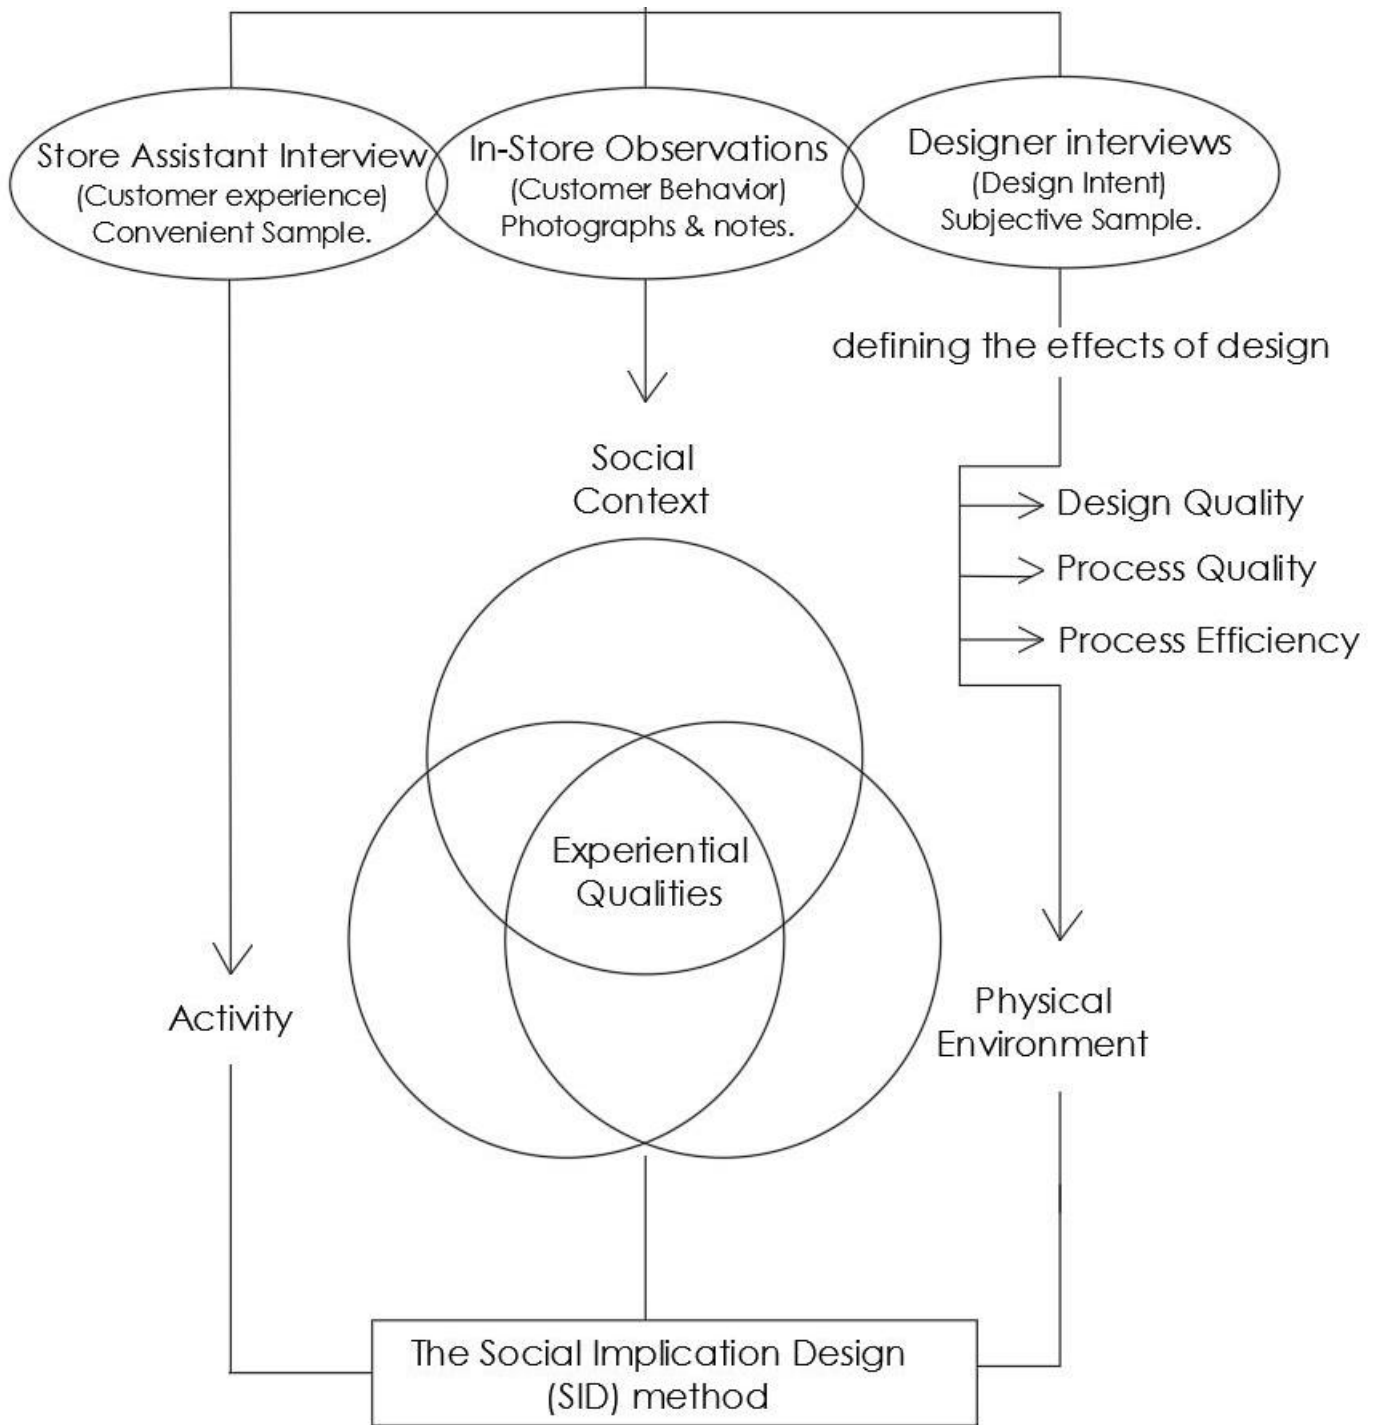 Store Assistant Interview
(Customer experience)
Convenient Sample.
In-Store Observations
(Customer Behavior)
Photographs & notes.
Designer interviews
(Design Intent)
Subjective Sample.
defining the effects of design
Social
Context
Design Quality
Process Quality
Process Efficiency
Experiential
Qualities
Activity
Physical
Environment
The Social Implication Design
(SID) method